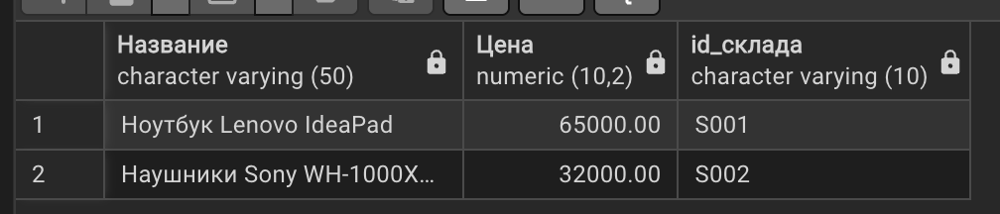 Название
character varying (50)
Цена
numeric (10,2)
id_склада
character varying (10)
1 Ноутбук Lenovo IdeaPad 65000.00 S001
2 Наушники Sony WH-1000X... 32000.00 S002